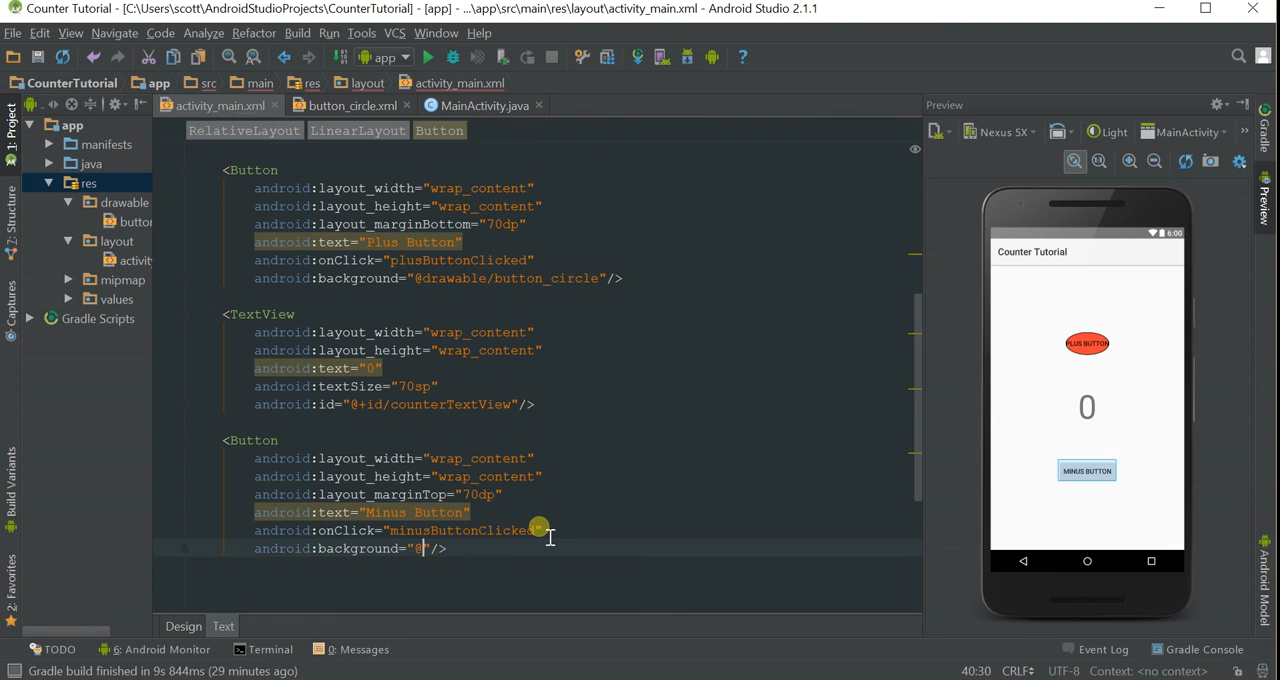 Counter Tutorial - [C:\Users\scott\AndroidStudioProjects\CounterTutorial] - [app] - ...\app\src\main\res\layout\activity_main.xml - Android Studio 2.1.1
File Edit View Navigate Code Analyze Refactor Build Run Tools VCS Window Help
app
CounterTutorial app src main res layout activity_main.xml
activity_main.xml button_circle.xml MainActivity.java Preview
RelativeLayout LinearLayout Button
Nexus 5X Light MainActivity
1: Project
7: Structure
Captures
Build Variants
2: Favorites
app
manifests
java
res
drawable
button
layout
activity
mipmap
values
Gradle Scripts
<Button
android:layout_width="wrap_content"
android:layout_height="wrap_content"
android:layout_marginBottom="70dp"
android:text="Plus Button"
android:onClick="plusButtonClicked"
android:background="@drawable/button_circle"/>
<TextView
android:layout_width="wrap_content"
android:layout_height="wrap_content"
android:text="0"
android:textSize="70sp"
android:id="@+id/counterTextView"/>
<Button
android:layout_width="wrap_content"
android:layout_height="wrap_content"
android:layout_marginTop="70dp"
android:text="Minus Button"
android:onClick="minusButtonClicked"
android:background="@"/>
6:00
Counter Tutorial
PLUS BUTTON
0
MINUS BUTTON
Gradle
Preview
Android Model
Design Text
TODO 6: Android Monitor Terminal 0: Messages Event Log Gradle Console
Gradle build finished in 9s 844ms (29 minutes ago) 40:30 CRLF UTF-8 Context: <no context>